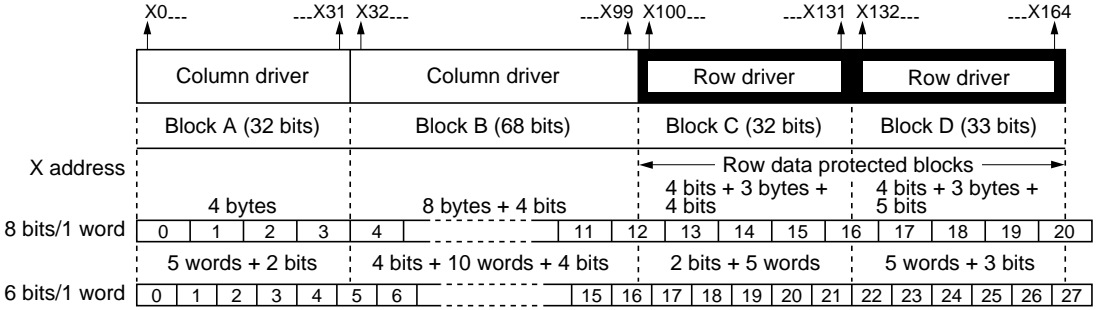 X0--- ---X31 X32--- ---X99 X100--- ---X131 X132--- ---X164
Column driver Column driver Row driver Row driver
Block A (32 bits) Block B (68 bits) Block C (32 bits) Block D (33 bits)
X address Row data protected blocks
4 bytes 8 bytes + 4 bits 4 bits + 3 bytes + 4 bits 4 bits + 3 bytes + 5 bits
8 bits/1 word 0 1 2 3 4 11 12 13 14 15 16 17 18 19 20
5 words + 2 bits 4 bits + 10 words + 4 bits 2 bits + 5 words 5 words + 3 bits
6 bits/1 word 0 1 2 3 4 5 6 15 16 17 18 19 20 21 22 23 24 25 26 27